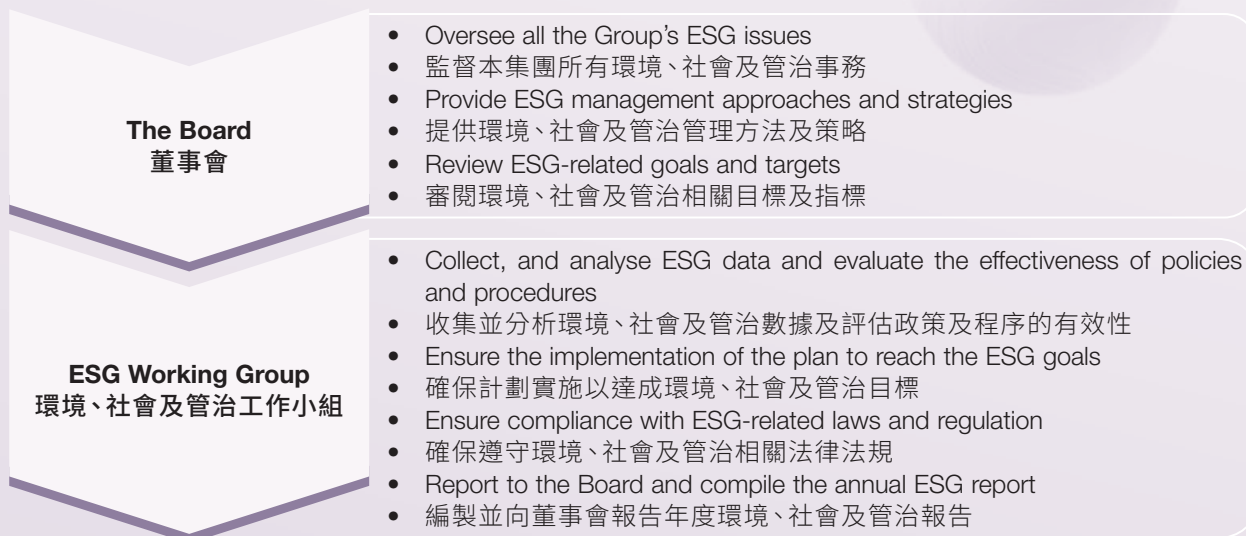 The Board
董事會
• Oversee all the Group’s ESG issues
• 監督本集團所有環境、社會及管治事務
• Provide ESG management approaches and strategies
• 提供環境、社會及管治管理方法及策略
• Review ESG-related goals and targets
• 審閱環境、社會及管治相關目標及指標
ESG Working Group
環境、社會及管治工作小組
• Collect, and analyse ESG data and evaluate the effectiveness of policies
and procedures
• 收集並分析環境、社會及管治數據及評估政策及程序的有效性
• Ensure the implementation of the plan to reach the ESG goals
• 確保計劃實施以達成環境、社會及管治目標
• Ensure compliance with ESG-related laws and regulation
• 確保遵守環境、社會及管治相關法律法規
• Report to the Board and compile the annual ESG report
• 編製並向董事會報告年度環境、社會及管治報告